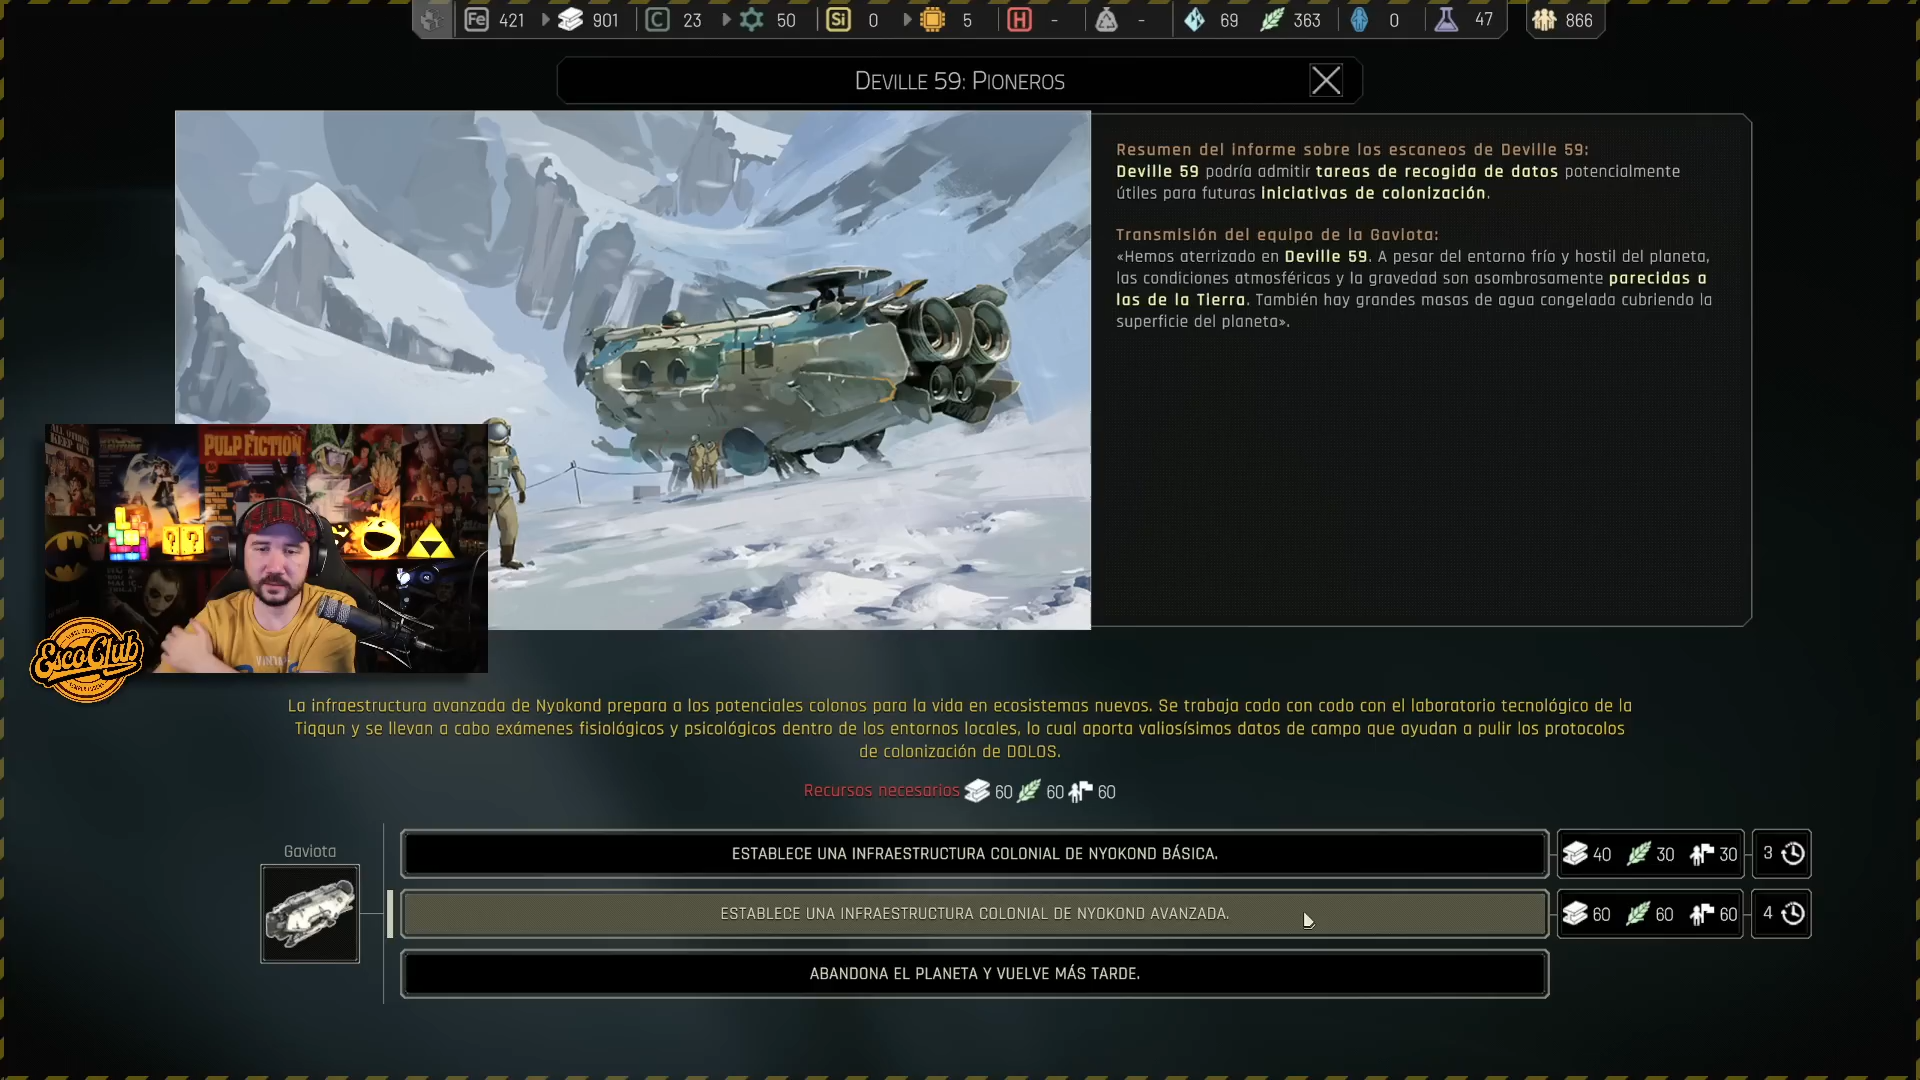 Fe 421 901 C 23 50 Si 0 5 H - - 69 363 0 47 866
Deville 59: Pioneros
Resumen del informe sobre los escaneos de Deville 59:
Deville 59 podría admitir tareas de recogida de datos potencialmente
útiles para futuras iniciativas de colonización.
Transmisión del equipo de la Gaviota:
«Hemos aterrizado en Deville 59. A pesar del entorno frío y hostil del planeta,
las condiciones atmosféricas y la gravedad son asombrosamente parecidas a
las de la Tierra. También hay grandes masas de agua congelada cubriendo la
superficie del planeta».
PULP FICTION
? ?
EscoClub
La infraestructura avanzada de Nyokond prepara a los potenciales colonos para la vida en ecosistemas nuevos. Se trabaja codo con codo con el laboratorio tecnológico de la
Tiqqun y se llevan a cabo exámenes fisiológicos y psicológicos dentro de los entornos locales, lo cual aporta valiosísimos datos de campo que ayudan a pulir los protocolos
de colonización de DOLOS.
Recursos necesarios 60 60 60
Gaviota
ESTABLECE UNA INFRAESTRUCTURA COLONIAL DE NYOKOND BÁSICA. 40 30 30 3
ESTABLECE UNA INFRAESTRUCTURA COLONIAL DE NYOKOND AVANZADA. 60 60 60 4
ABANDONA EL PLANETA Y VUELVE MÁS TARDE.